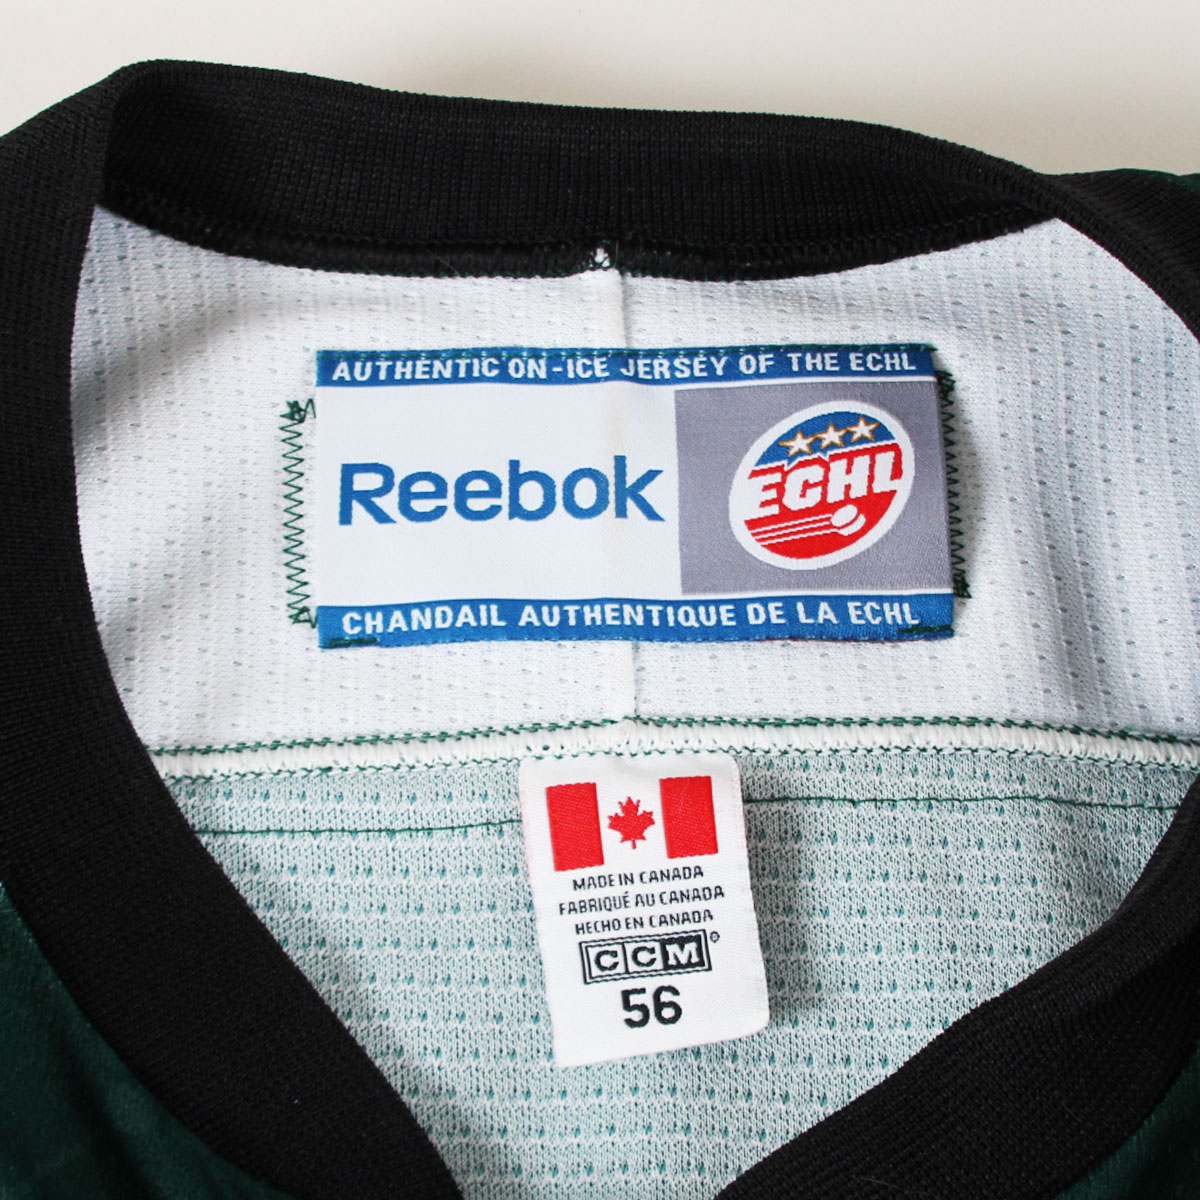 AUTHENTIC ON-ICE JERSEY OF THE ECHL
Reebok
ECHL
CHANDAIL AUTHENTIQUE DE LA ECHL
MADE IN CANADA
FABRIQUÉ AU CANADA
HECHO EN CANADA
CCM®
56